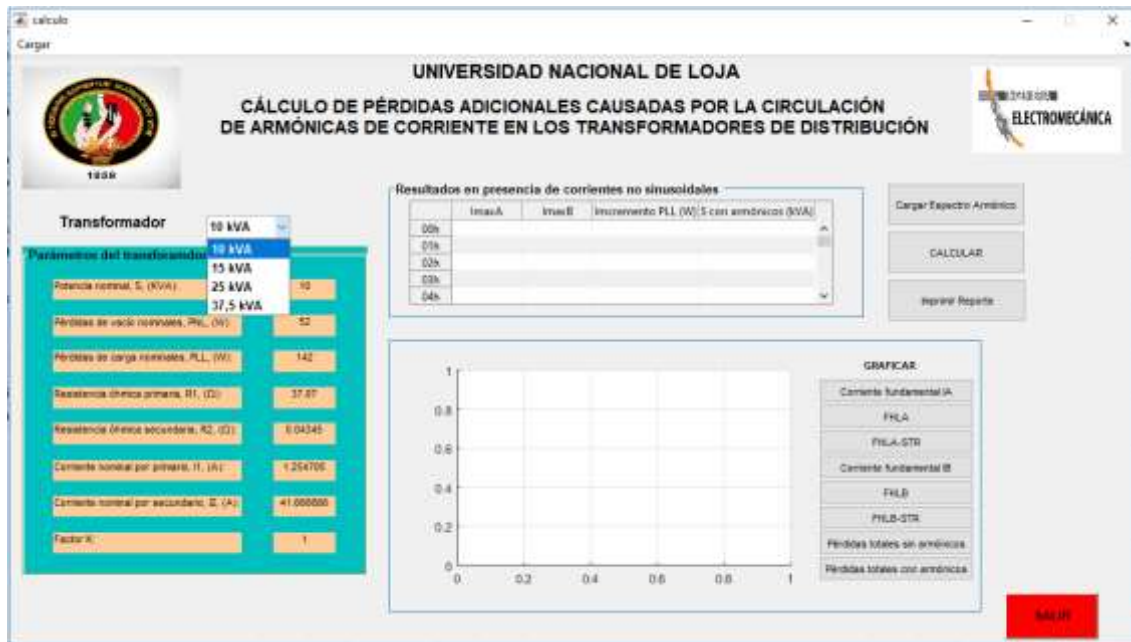 calculo
Cargar
UNIVERSIDAD NACIONAL DE LOJA
CÁLCULO DE PÉRDIDAS ADICIONALES CAUSADAS POR LA CIRCULACIÓN
DE ARMÓNICAS DE CORRIENTE EN LOS TRANSFORMADORES DE DISTRIBUCIÓN
1859
ELECTROMECÁNICA
Transformador
10 kVA
10 kVA
15 kVA
25 kVA
37,5 kVA
Parámetros del transformador
Potencia nominal, S, (KVA):
10
Pérdidas de vacío nominales, PNL, (W):
52
Pérdidas de carga nominales, PLL, (W):
142
Resistencia óhmica primaria, R1, (Ω):
37.87
Resistencia óhmica secundaria, R2, (Ω):
0.04345
Corriente nominal por primario, I1, (A):
Corriente nominal por secundario, I2, (A):
Factor K:
1
Resultados en presencia de corrientes no sinusoidales
ImaxA ImaxB Incremento PLL (W) S con armónicos (kVA)
00h
01h
02h
03h
04h
Cargar Espectro Armónico
CALCULAR
Imprimir Reporte
1
0.8
0.6
0.4
0.2
0
0 0.2 0.4 0.6 0.8 1
GRAFICAR
Corriente fundamental IA
FHLA
FHLA-STR
Corriente fundamental IB
FHLB
FHLB-STR
Pérdidas totales sin armónicos
Pérdidas totales con armónicos
SALIR